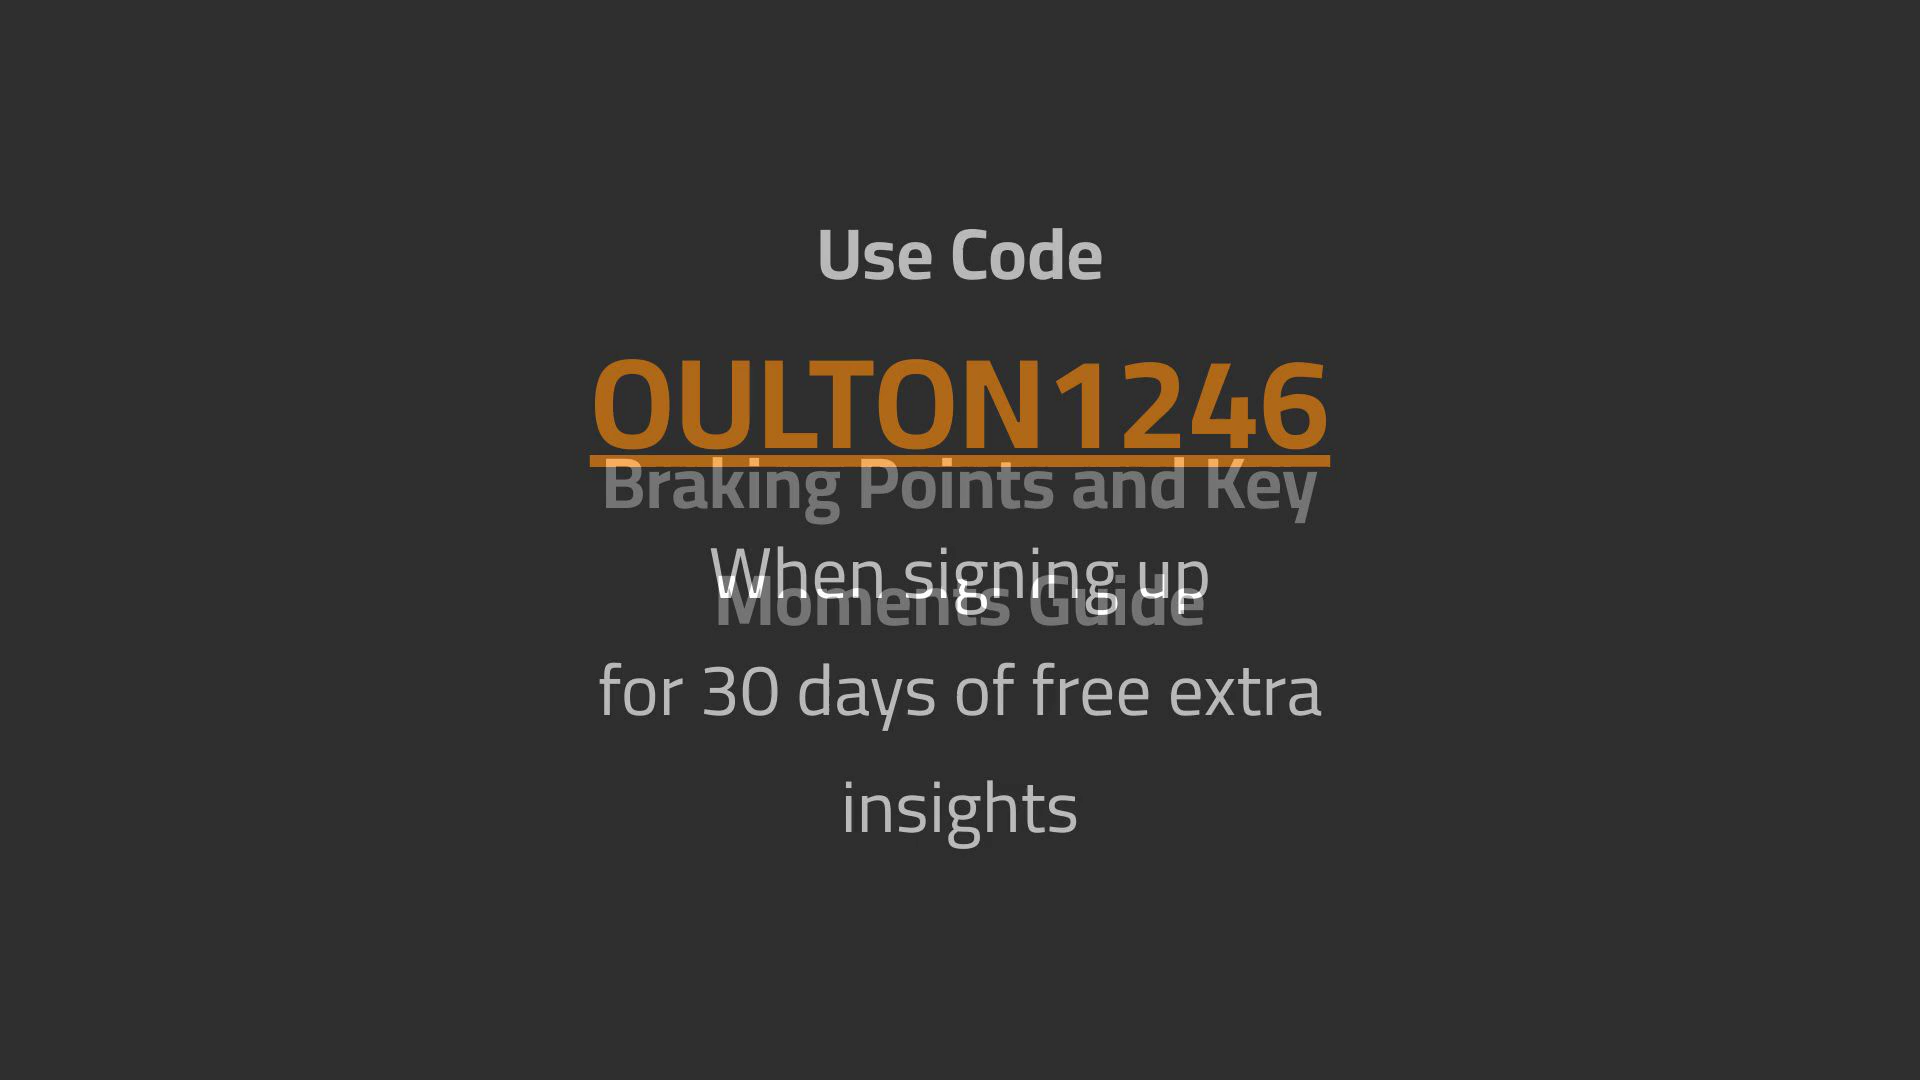 Use Code
OULTON1246
Braking Points and Key
When signing up
Moments Guide
for 30 days of free extra
insights